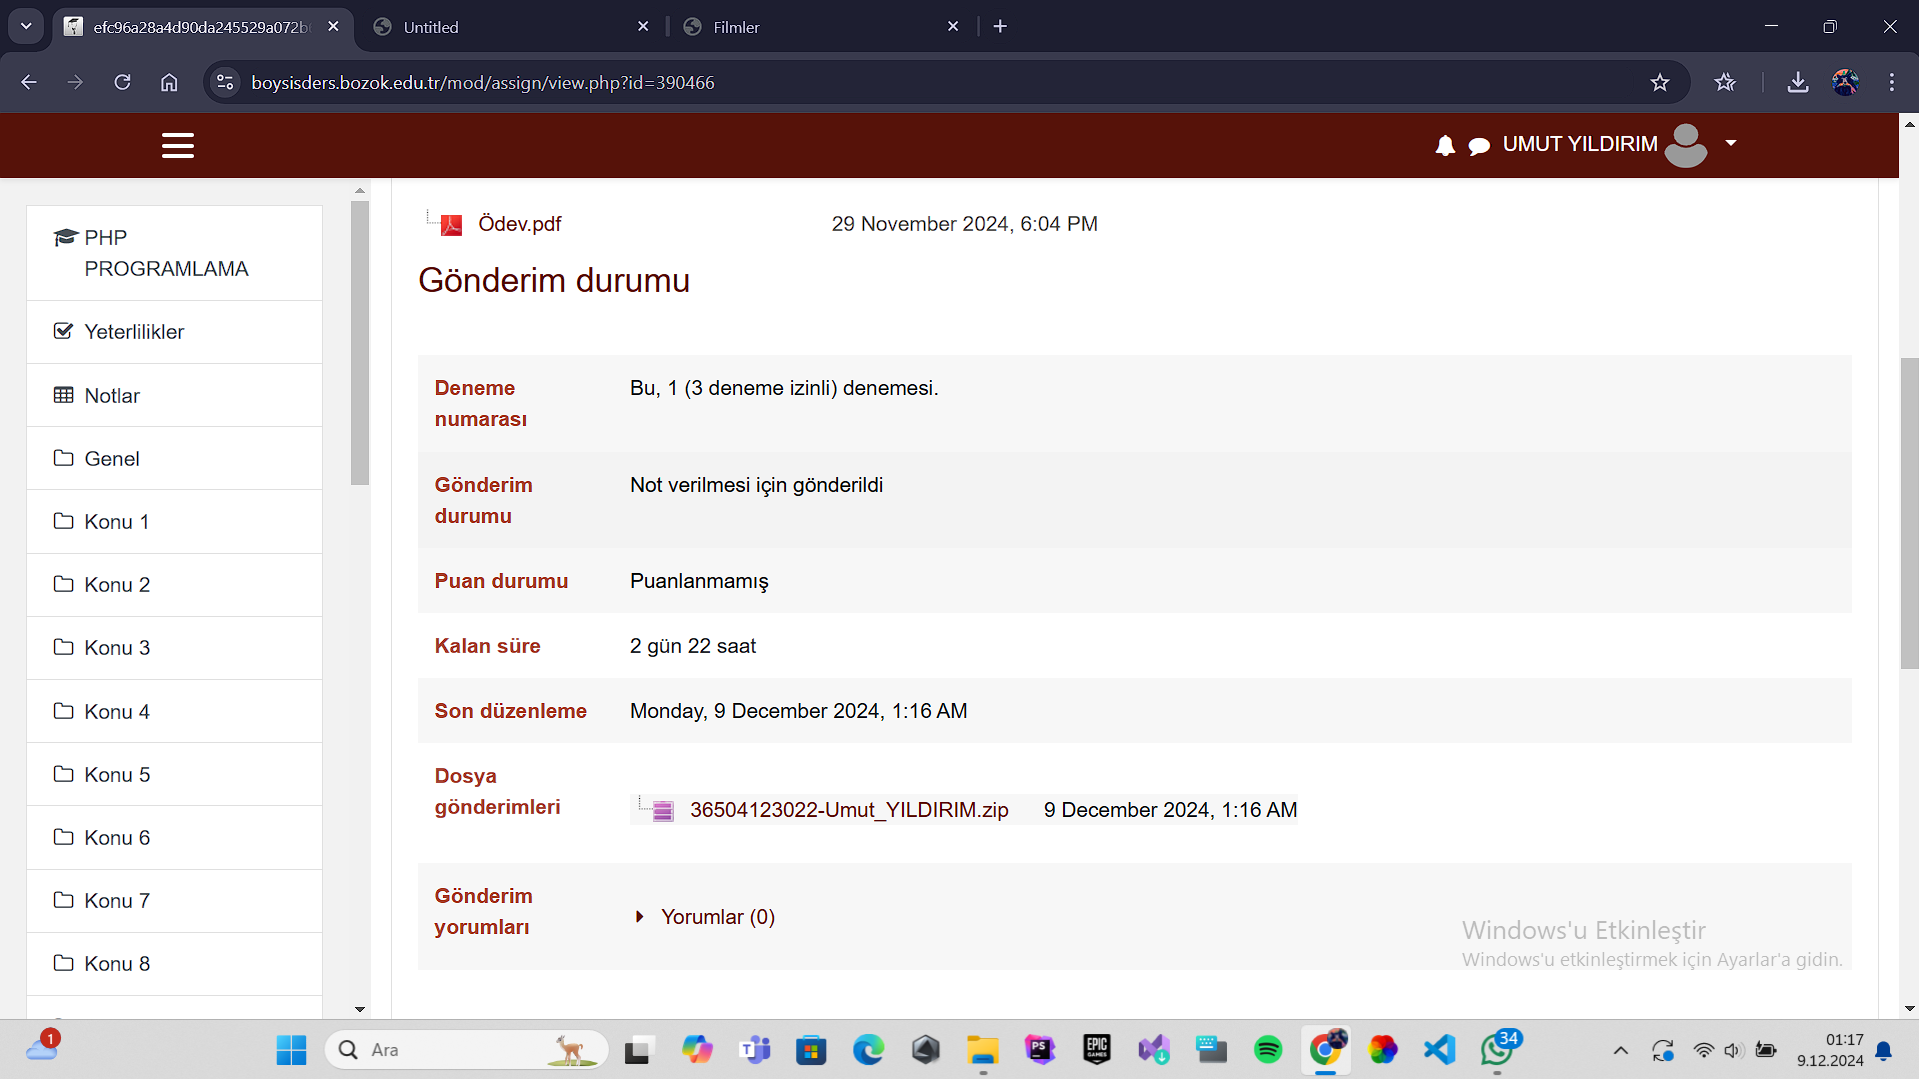 efc96a28a4d90da245529a072b
Untitled
Filmler
boysisders.bozok.edu.tr/mod/assign/view.php?id=390466
UMUT YILDIRIM
PHP
PROGRAMLAMA
Yeterlilikler
Notlar
Genel
Konu 1
Konu 2
Konu 3
Konu 4
Konu 5
Konu 6
Konu 7
Konu 8
Ödev.pdf 29 November 2024, 6:04 PM
Gönderim durumu
Deneme
numarası
Bu, 1 (3 deneme izinli) denemesi.
Gönderim
durumu
Not verilmesi için gönderildi
Puan durumu Puanlanmamış
Kalan süre 2 gün 22 saat
Son düzenleme Monday, 9 December 2024, 1:16 AM
Dosya
gönderimleri
36504123022-Umut_YILDIRIM.zip 9 December 2024, 1:16 AM
Gönderim
yorumları
Yorumlar (0)
Windows'u Etkinleştir
Windows'u etkinleştirmek için Ayarlar'a gidin.
1
Ara
PS
EPIC
GAMES
34
01:17
9.12.2024